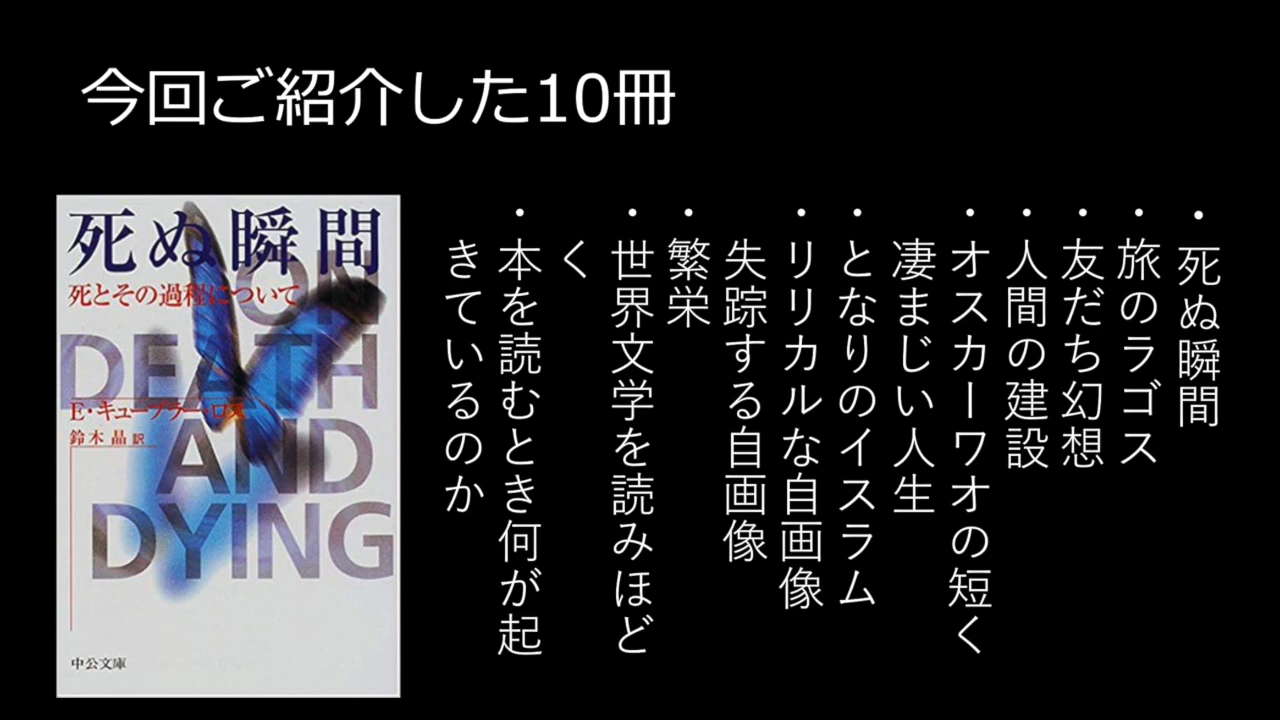 今回ご紹介した10冊
・死ぬ瞬間
・旅のラゴス
・友だち幻想
・人間の建設
・オスカーワオの短く
凄まじい人生
・となりのイスラム
・リリカルな自画像
失踪する自画像
・繁栄
・世界文学を読みほど
く
・本を読むとき何が起
きているのか
死ぬ瞬間
死とその過程について
ON
DEATH
AND
DYING
E・キューブラー・ロス
鈴木 晶 訳
中公文庫